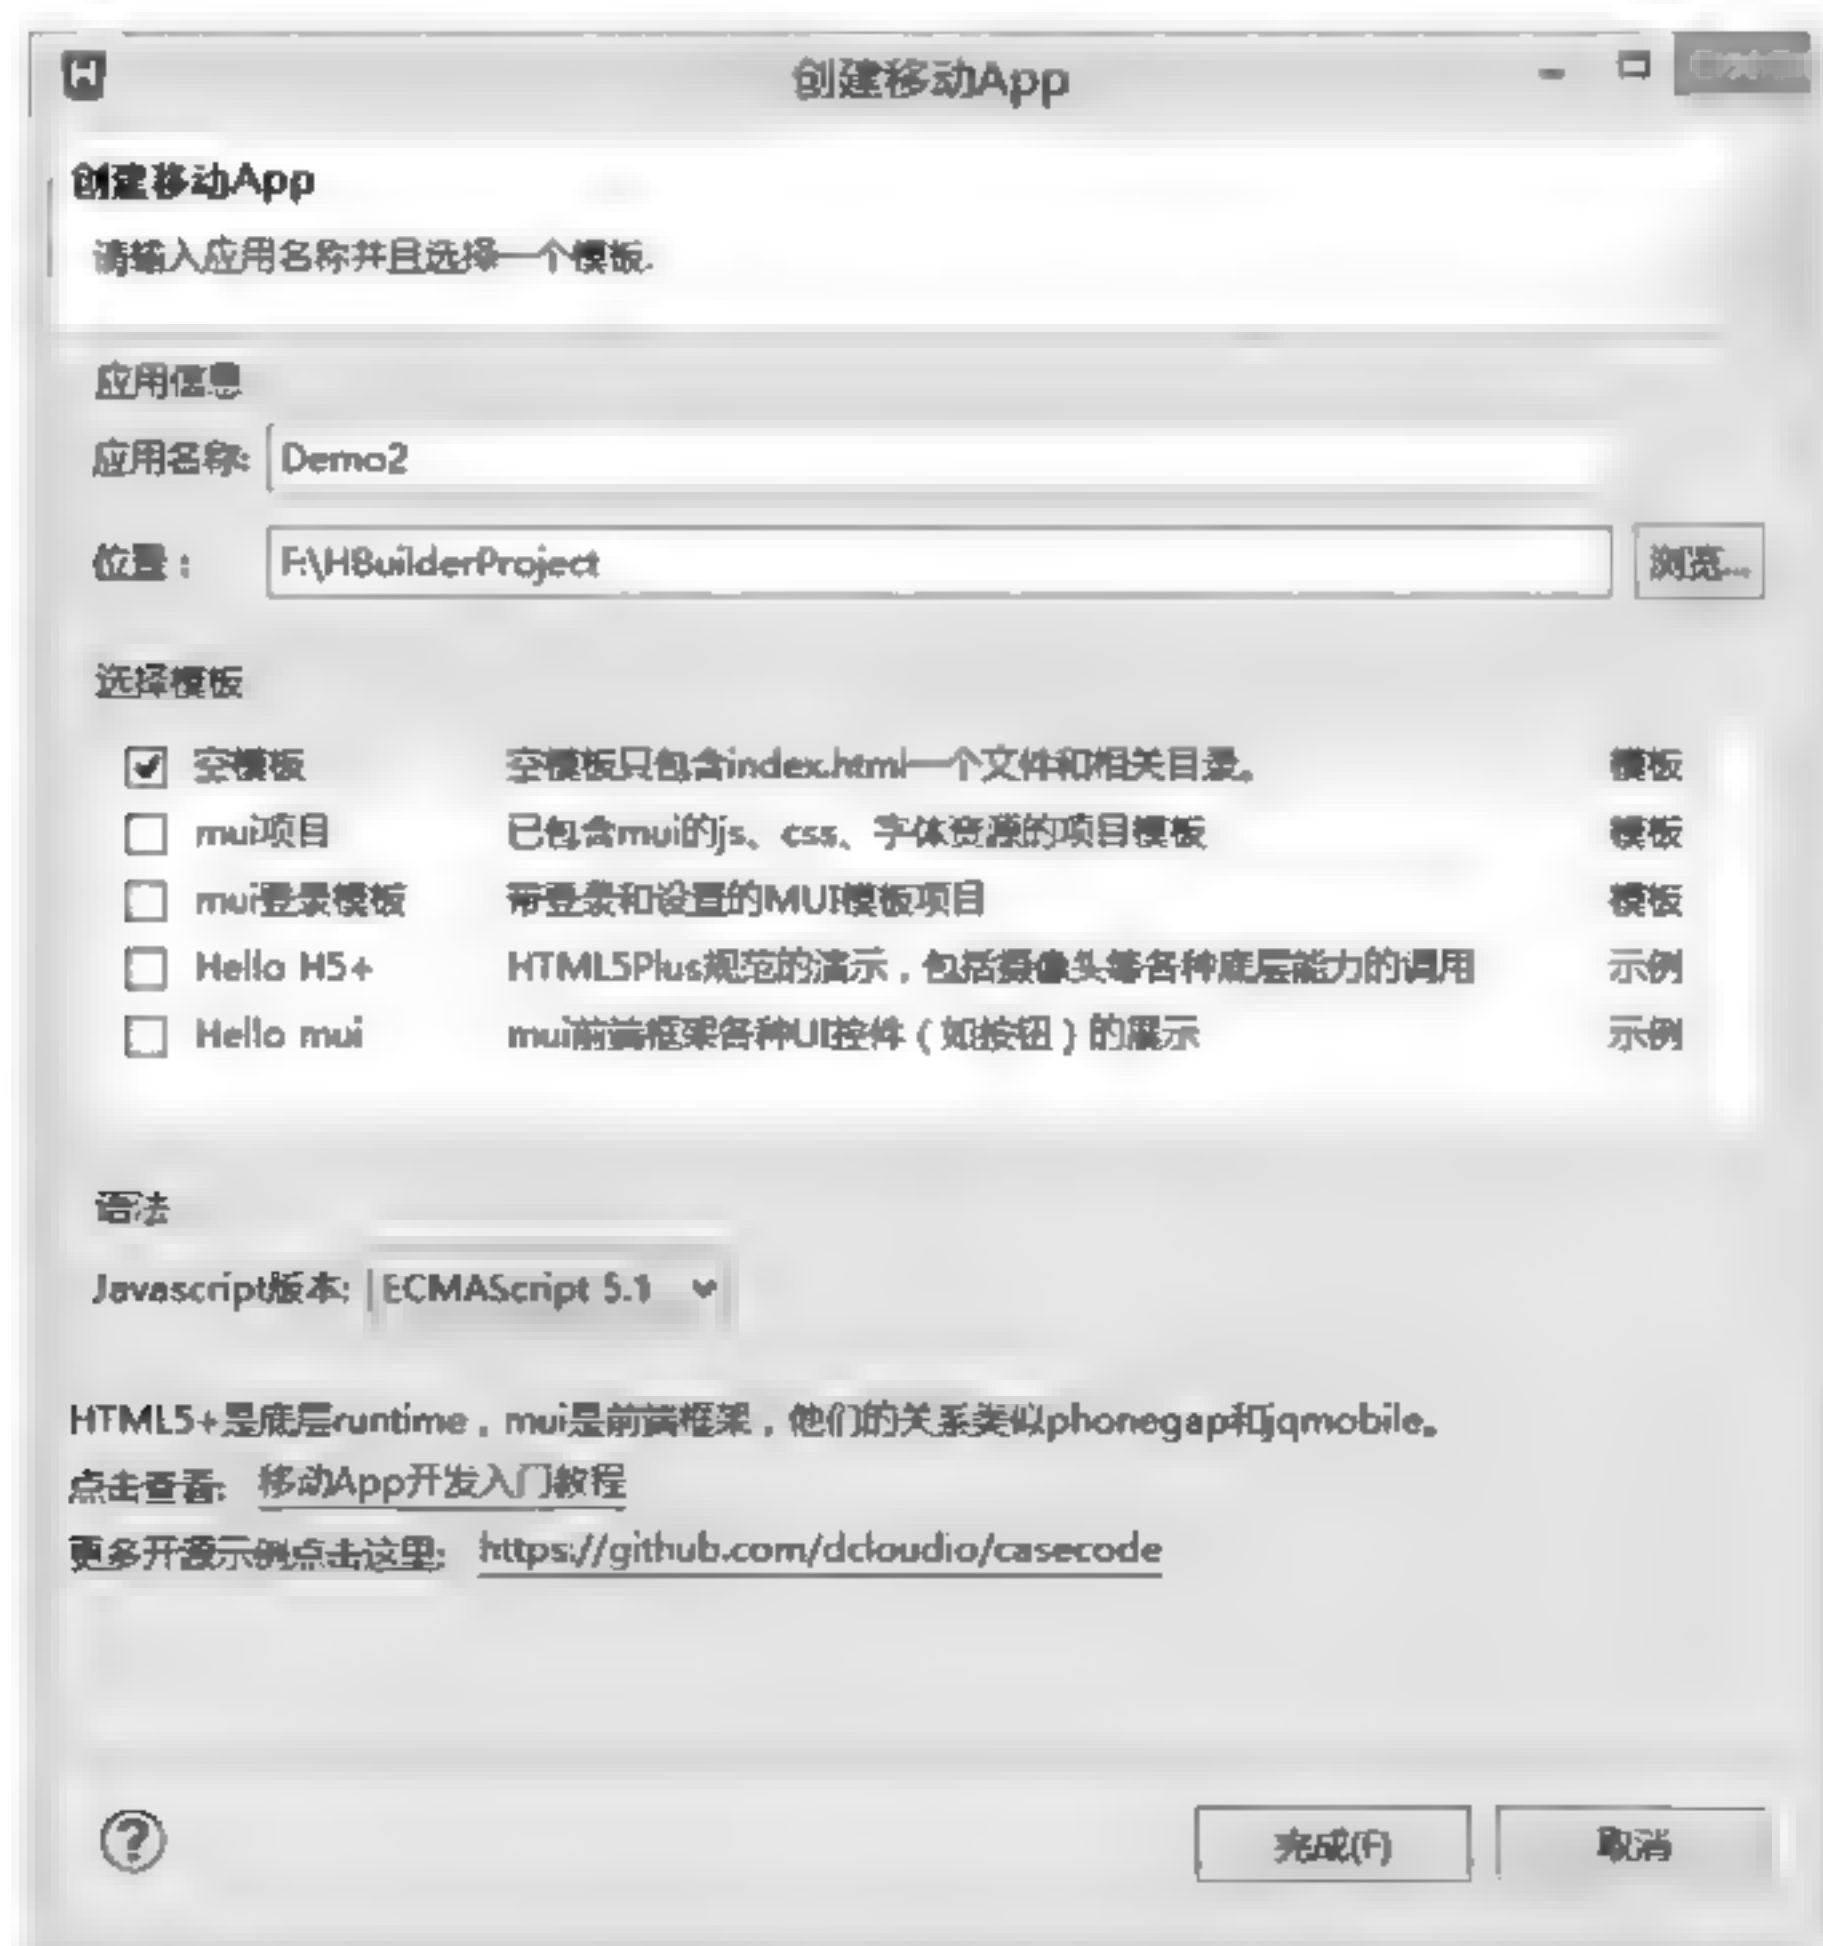 创建移动App
创建移动App
请输入应用名称并且选择一个模板.
应用信息
应用名称: Demo2
位置： F:\HBuilderProject 浏览...
选择模板
空模板 空模板只包含index.html一个文件和相关目录。 模板
mui项目 已包含mui的js、css、字体资源的项目模板 模板
mui登录模板 带登录和设置的MUI模板项目 模板
Hello H5+ HTML5Plus规范的演示，包括摄像头等各种底层能力的调用 示例
Hello mui mui前端框架各种UI控件（如按钮）的展示 示例
语法
Javascript版本: ECMAScript 5.1
HTML5+是底层runtime，mui是前端框架，他们的关系类似phonegap和jqmobile。
点击查看: 移动App开发入门教程
更多开源示例点击这里: https://github.com/dcloudio/casecode
完成(F) 取消